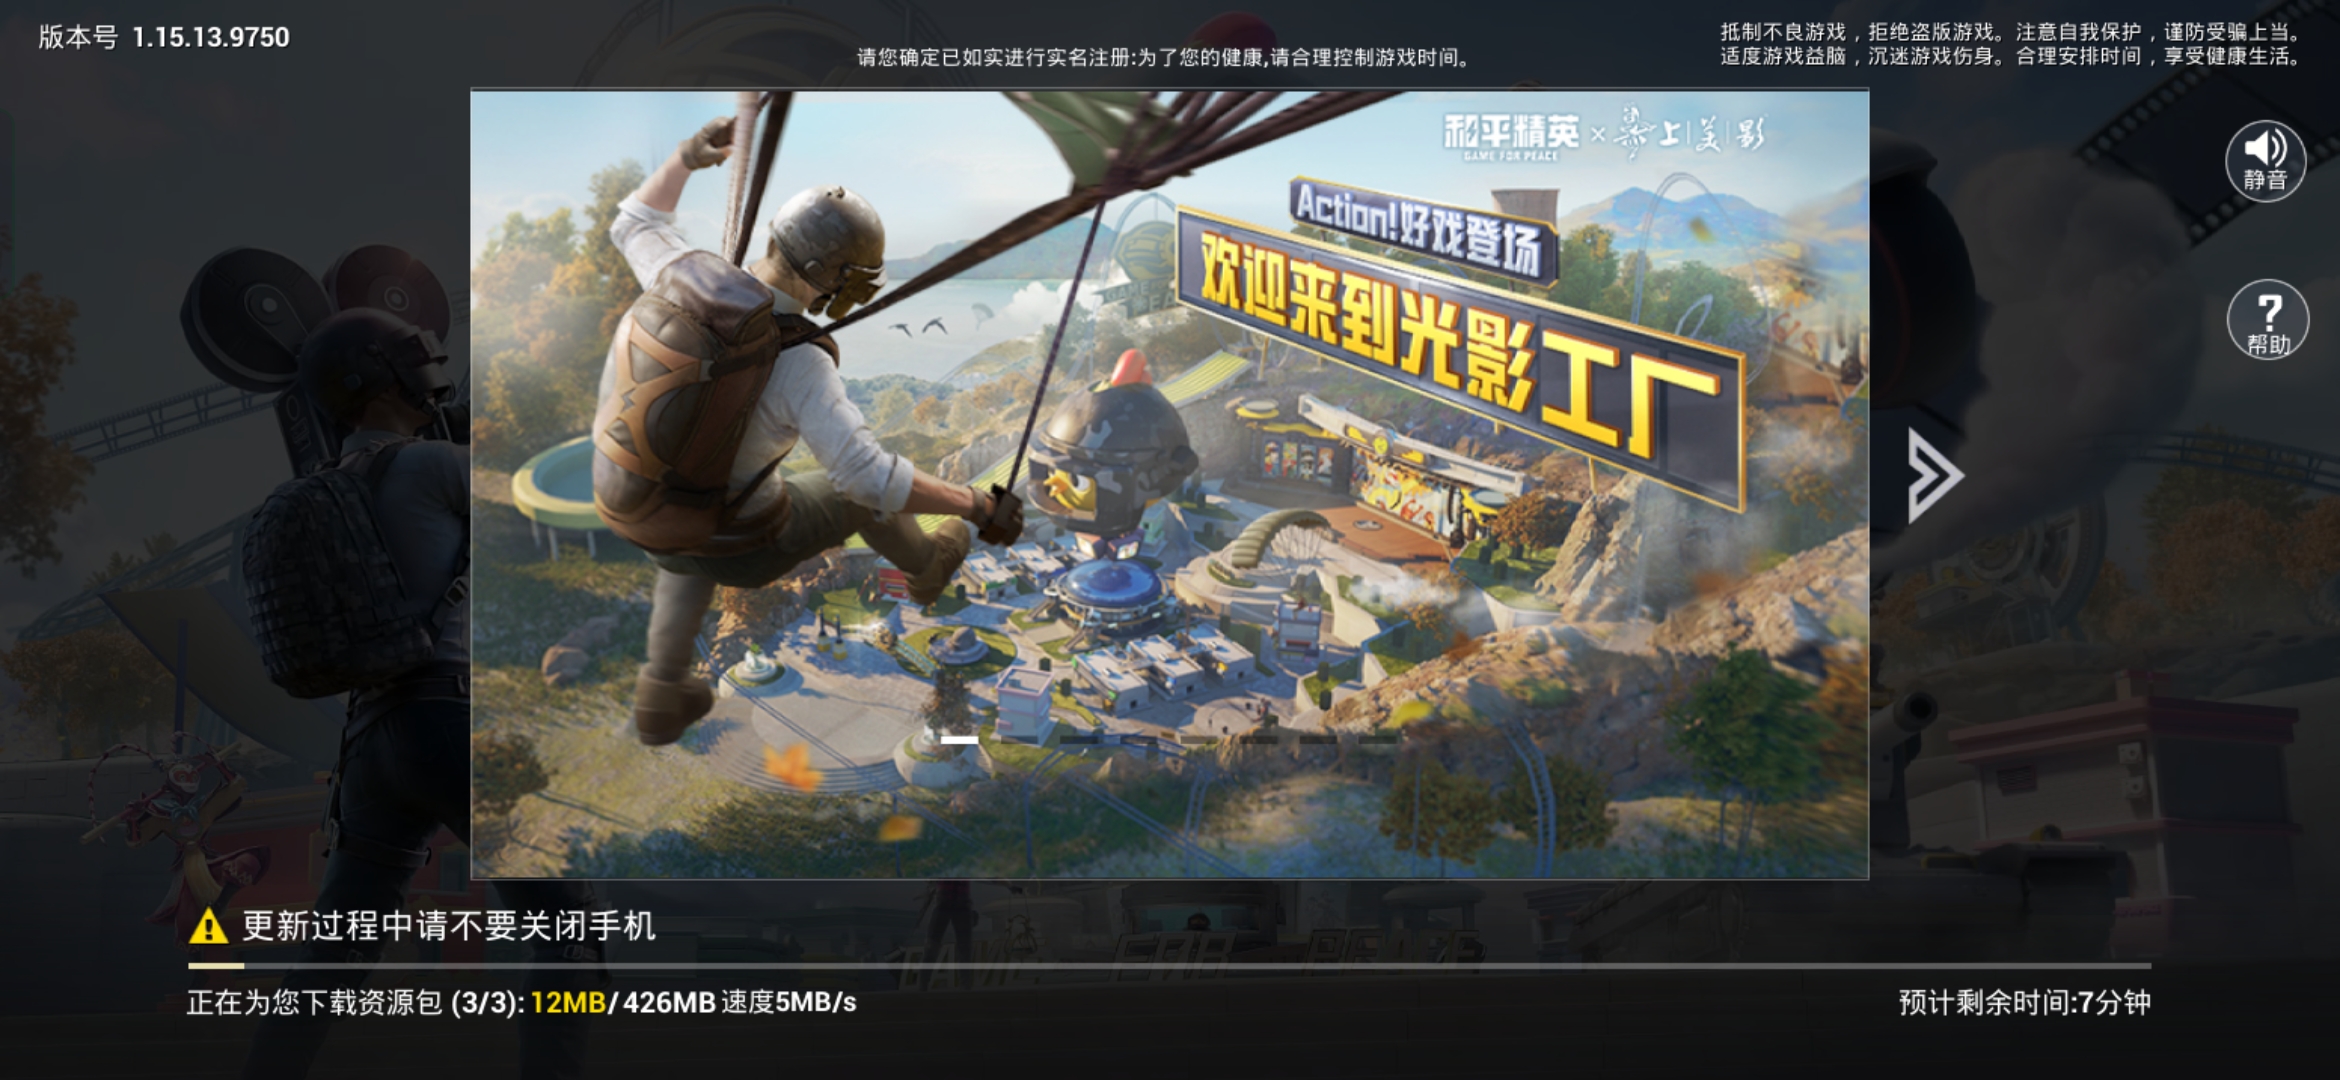 版本号 1.15.13.9750
请您确定已如实进行实名注册:为了您的健康,请合理控制游戏时间。
抵制不良游戏，拒绝盗版游戏。注意自我保护，谨防受骗上当。
适度游戏益脑，沉迷游戏伤身。合理安排时间，享受健康生活。
静音
帮助
和平精英 × 上美影
GAME FOR PEACE
Action!好戏登场
欢迎来到光影工厂
更新过程中请不要关闭手机
正在为您下载资源包 (3/3): 12MB/ 426MB 速度5MB/s
预计剩余时间:7分钟
GAME FOR PEACE